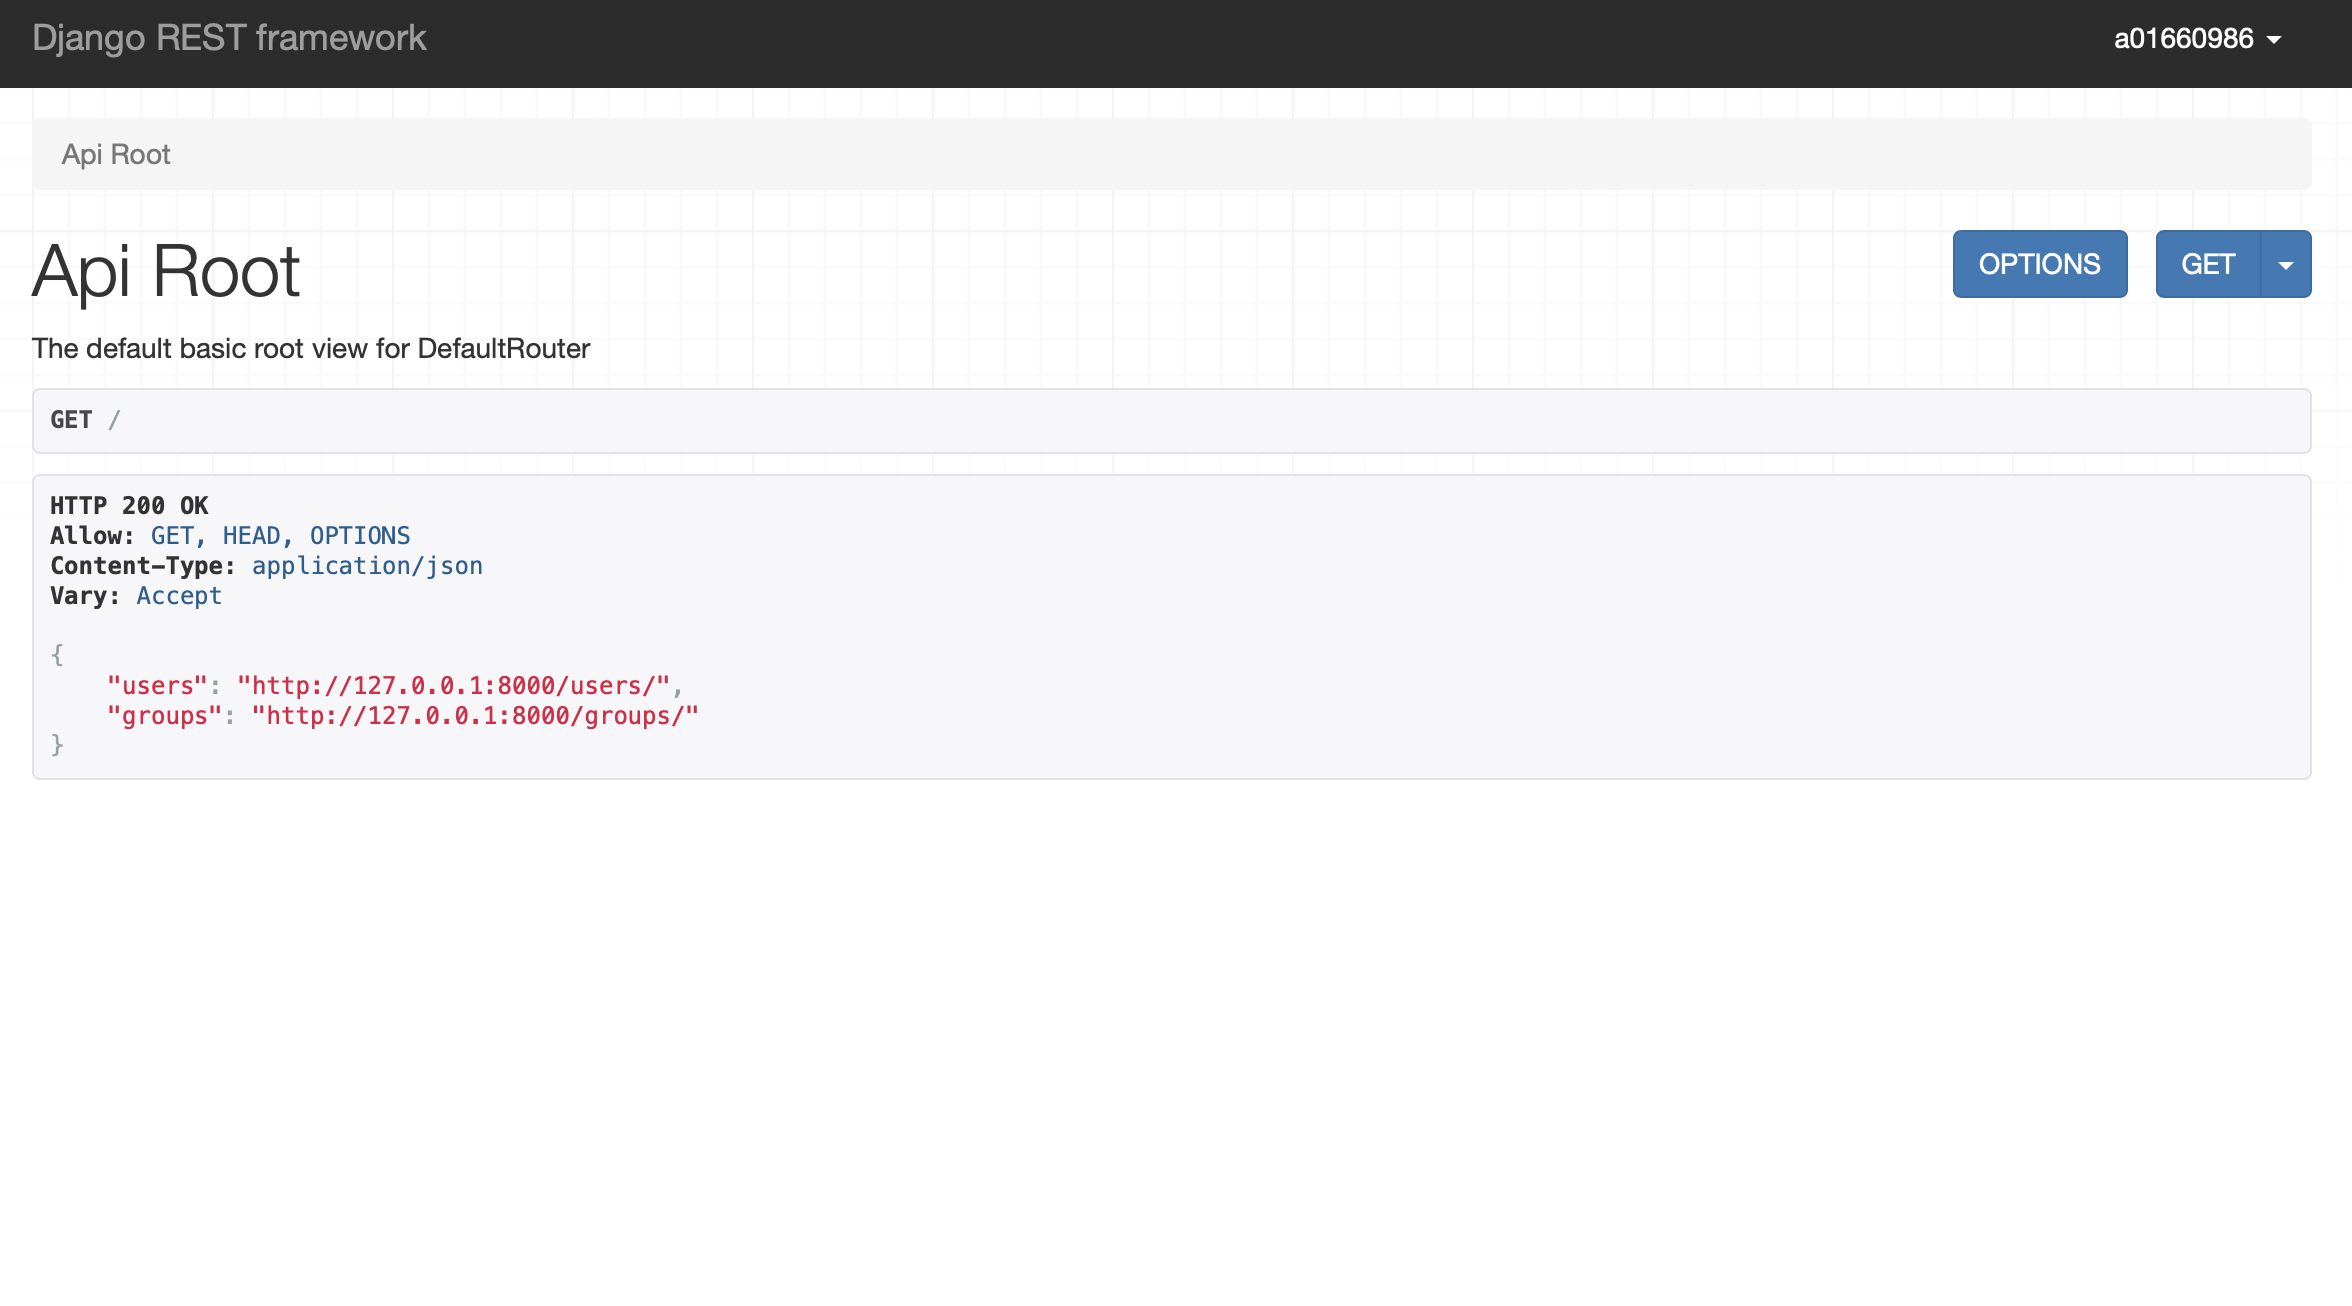 Django REST framework
a01660986
Api Root
Api Root
OPTIONS
GET
The default basic root view for DefaultRouter
GET /
HTTP 200 OK
Allow: GET, HEAD, OPTIONS
Content-Type: application/json
Vary: Accept
{
    "users": "http://127.0.0.1:8000/users/",
    "groups": "http://127.0.0.1:8000/groups/"
}